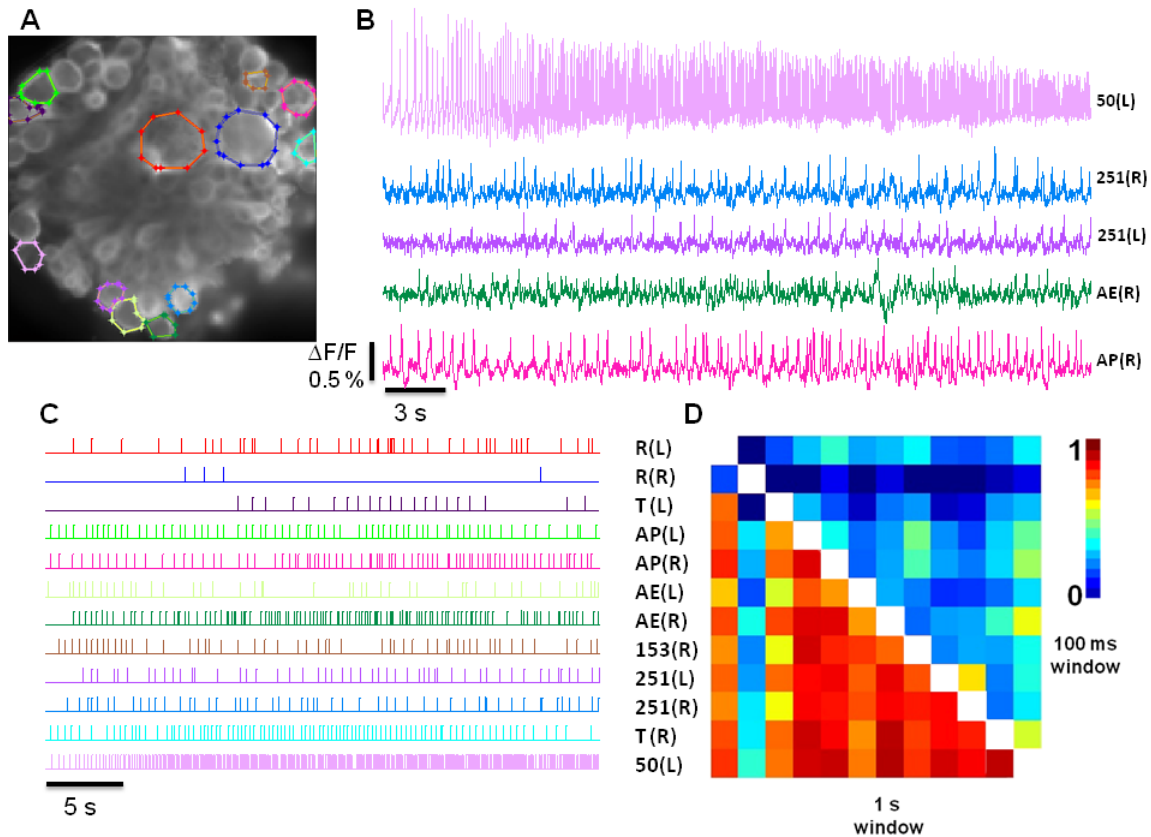 A
B
50(L)
251(R)
251(L)
AE(R)
AP(R)
ΔF/F
0.5 %
3 s
C
D
R(L)
R(R)
T(L)
AP(L)
AP(R)
AE(L)
AE(R)
153(R)
251(L)
251(R)
T(R)
50(L)
1
0
100 ms
window
5 s
1 s
window